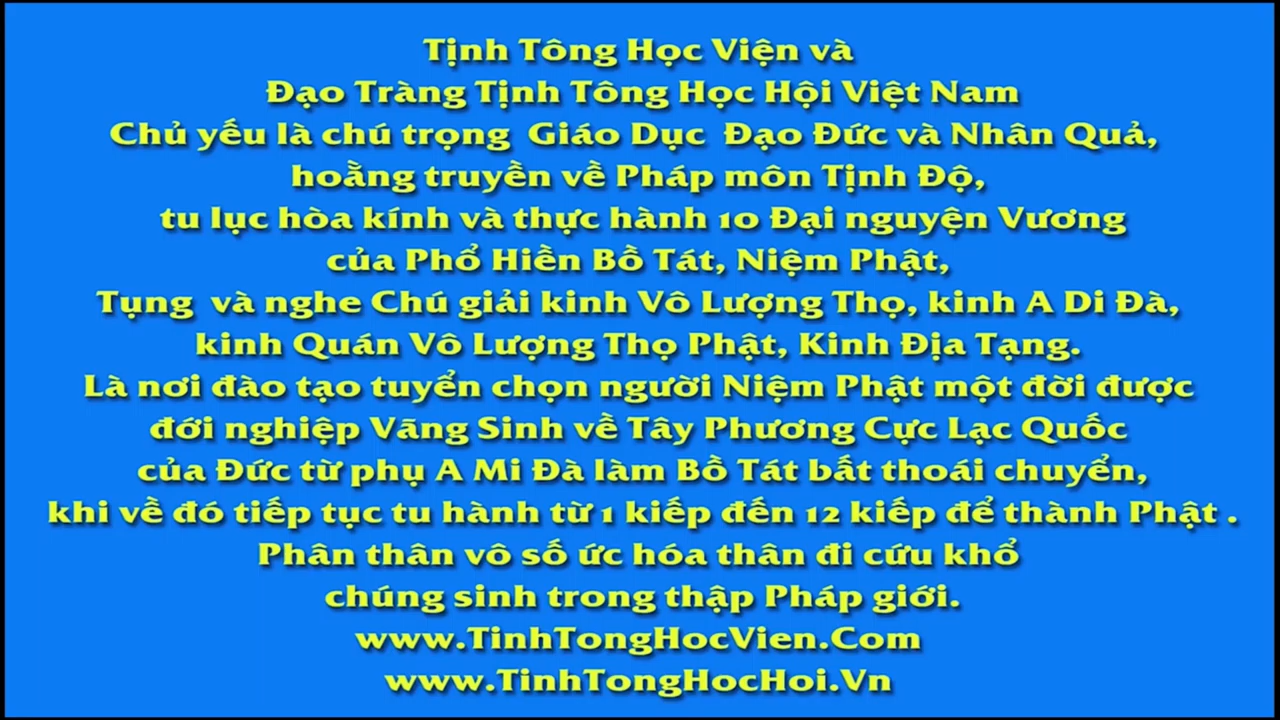 Tịnh Tông Học Viện và
Đạo Tràng Tịnh Tông Học Hội Việt Nam
Chủ yếu là chú trọng Giáo Dục Đạo Đức và Nhân Quả,
hoằng truyền về Pháp môn Tịnh Độ,
tu lục hòa kính và thực hành 10 Đại nguyện Vương
của Phổ Hiền Bồ Tát, Niệm Phật,
Tụng và nghe Chú giải kinh Vô Lượng Thọ, kinh A Di Đà,
kinh Quán Vô Lượng Thọ Phật, Kinh Địa Tạng.
Là nơi đào tạo tuyển chọn người Niệm Phật một đời được
đới nghiệp Vãng Sinh về Tây Phương Cực Lạc Quốc
của Đức từ phụ A Mi Đà làm Bồ Tát bất thoái chuyển,
khi về đó tiếp tục tu hành từ 1 kiếp đến 12 kiếp để thành Phật .
Phân thân vô số ức hóa thân đi cứu khổ
chúng sinh trong thập Pháp giới.
www.TinhTongHocVien.Com
www.TinhTongHocHoi.Vn